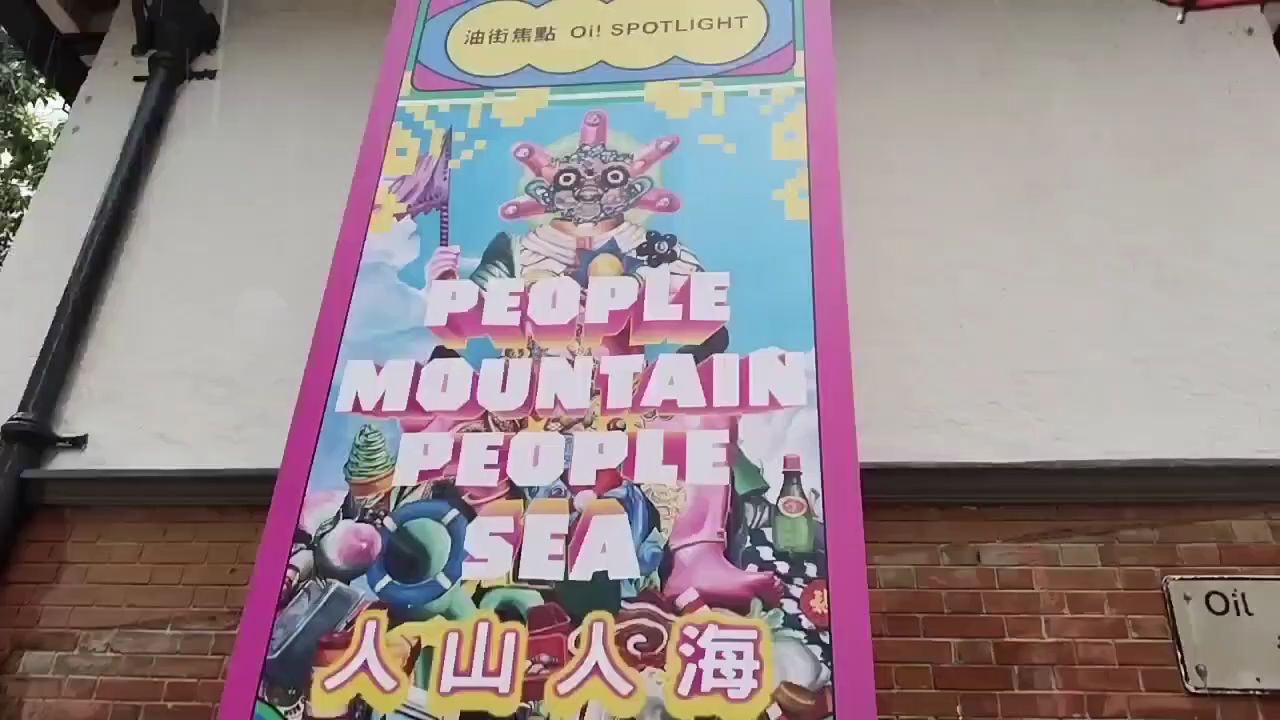 油街焦點 Oi! SPOTLIGHT
PEOPLE
MOUNTAIN
PEOPLE
SEA
人山人海
Oil